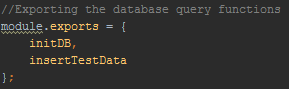 //Exporting the database query functions
module.exports = {
    initDB,
    insertTestData
};